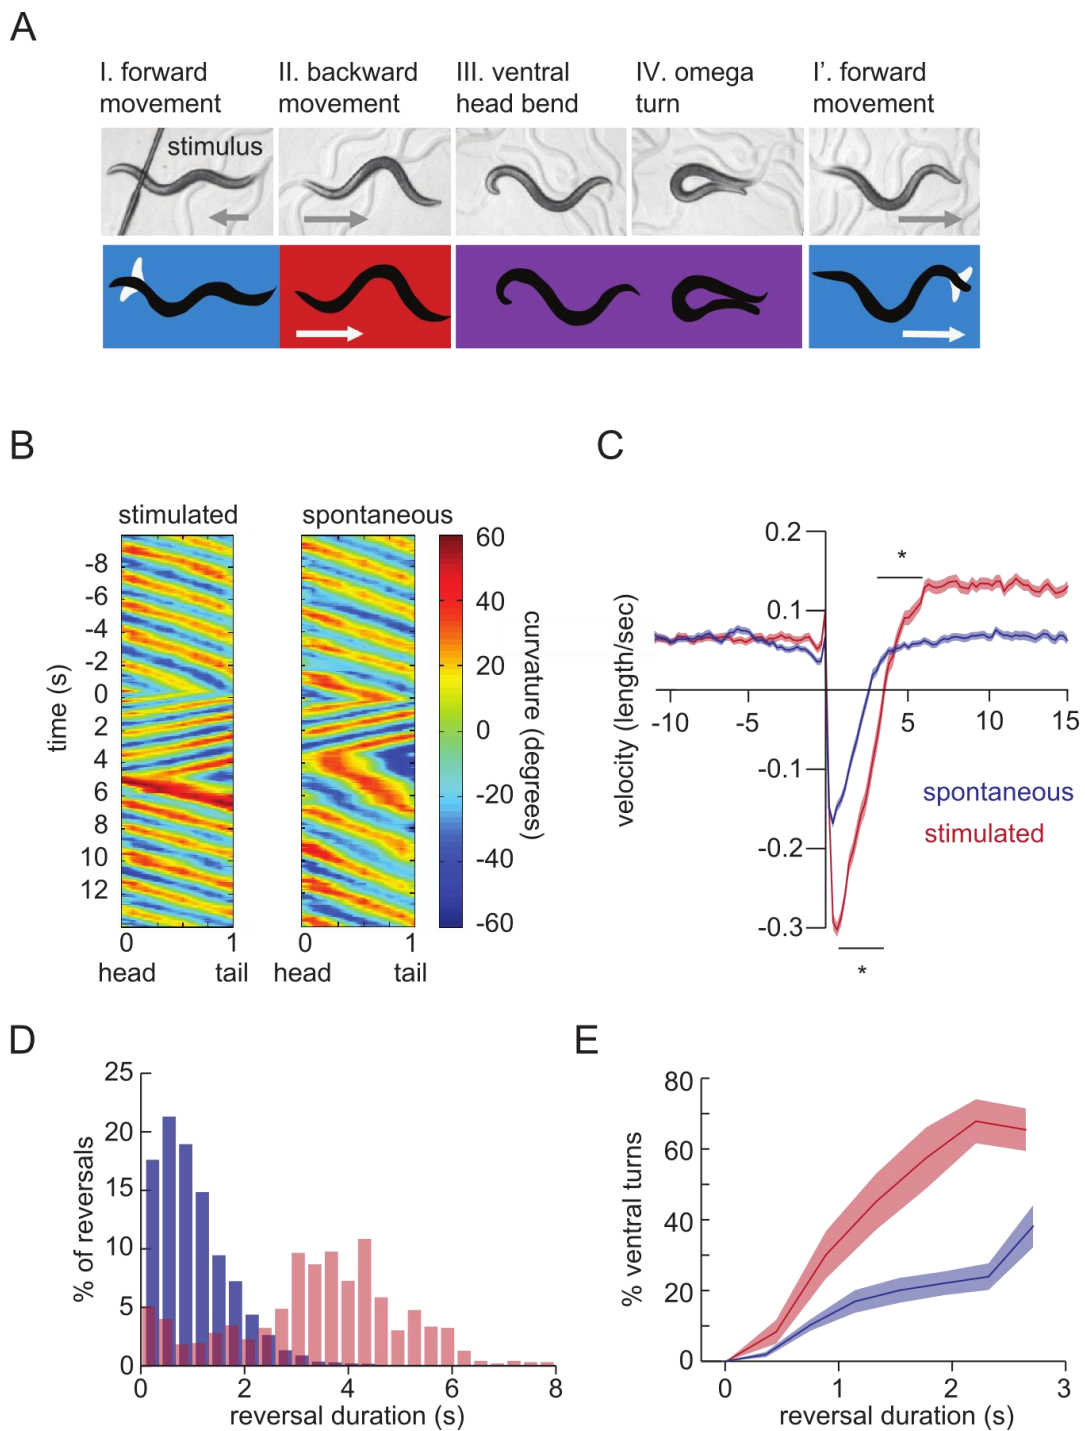 A
I. forward
movement
II. backward
movement
III. ventral
head bend
IV. omega
turn
I'. forward
movement
stimulus
B
stimulated
spontaneous
-8
-6
-4
-2
0
2
4
6
8
10
12
time (s)
0
1
head
tail
0
1
head
tail
60
40
20
0
-20
-40
-60
curvature (degrees)
C
0.2
0.1
-0.1
-0.2
-0.3
velocity (length/sec)
-10
-5
5
10
15
*
*
spontaneous
stimulated
D
25
20
15
10
5
0
% of reversals
0
2
4
6
8
reversal duration (s)
E
80
60
40
20
0
% ventral turns
0
1
2
3
reversal duration (s)